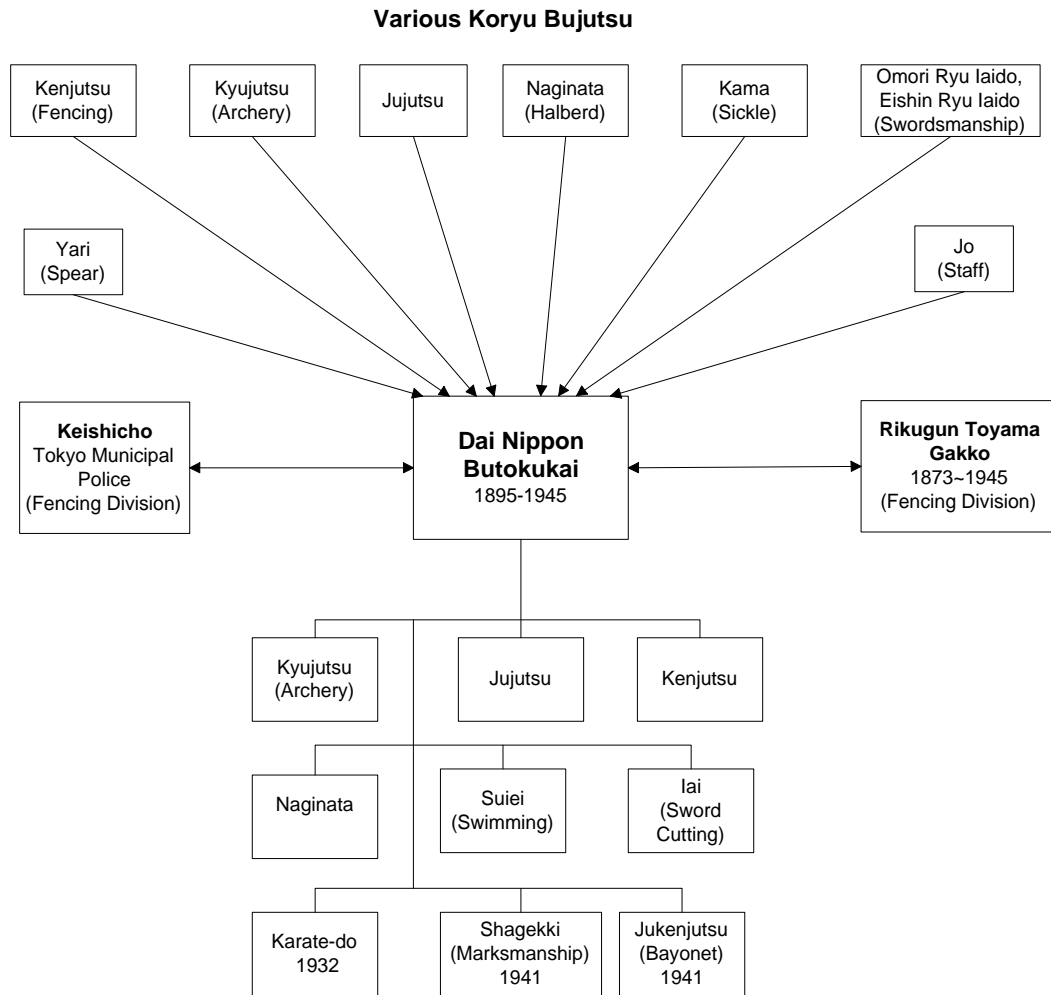 Various Koryu Bujutsu
Kenjutsu
(Fencing)
Kyujutsu
(Archery)
Jujutsu
Naginata
(Halberd)
Kama
(Sickle)
Omori Ryu Iaido,
Eishin Ryu Iaido
(Swordsmanship)
Yari
(Spear)
Jo
(Staff)
Keishicho
Tokyo Municipal
Police
(Fencing Division)
Dai Nippon
Butokukai
1895-1945
Rikugun Toyama
Gakko
1873~1945
(Fencing Division)
Kyujutsu
(Archery)
Jujutsu
Kenjutsu
Naginata
Suiei
(Swimming)
Iai
(Sword
Cutting)
Karate-do
1932
Shagekki
(Marksmanship)
1941
Jukenjutsu
(Bayonet)
1941